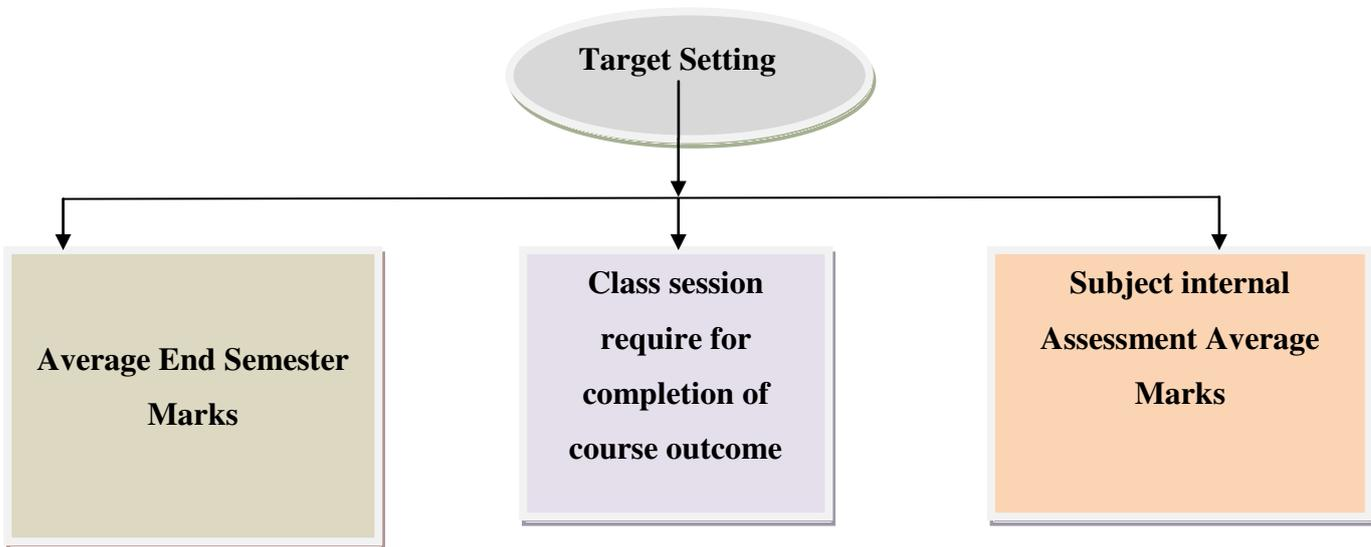 Target Setting
Average End Semester
Marks
Class session
require for
completion of
course outcome
Subject internal
Assessment Average
Marks